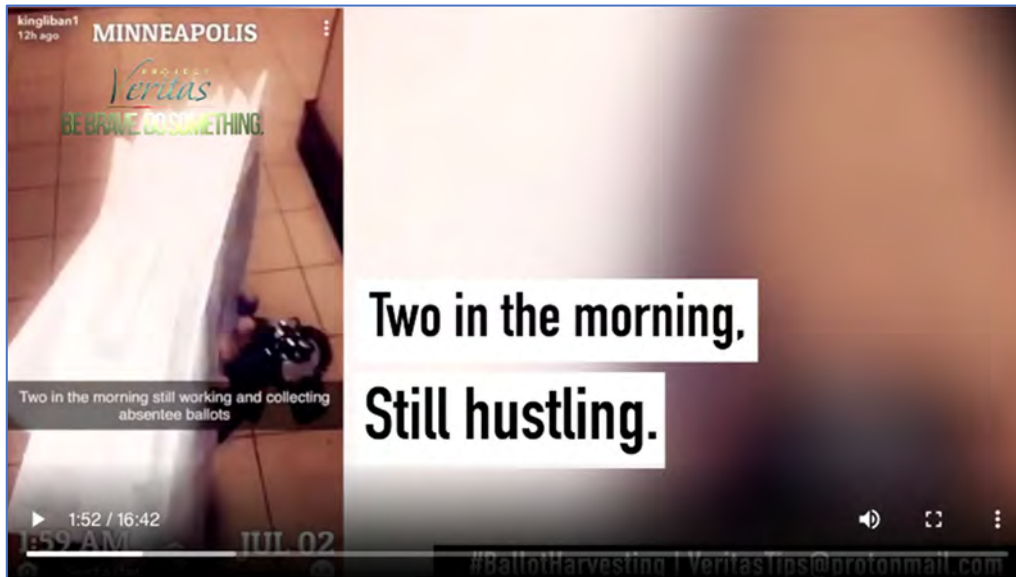 kingliban1
12h ago
MINNEAPOLIS
PROJECT
Veritas
BE BRAVE. DO SOMETHING.
Two in the morning,
Still hustling.
Two in the morning still working and collecting
absentee ballots
1:52 / 16:42
1:59 AM
JUL 02
#BallotHarvesting | VeritasTips@protonmail.com